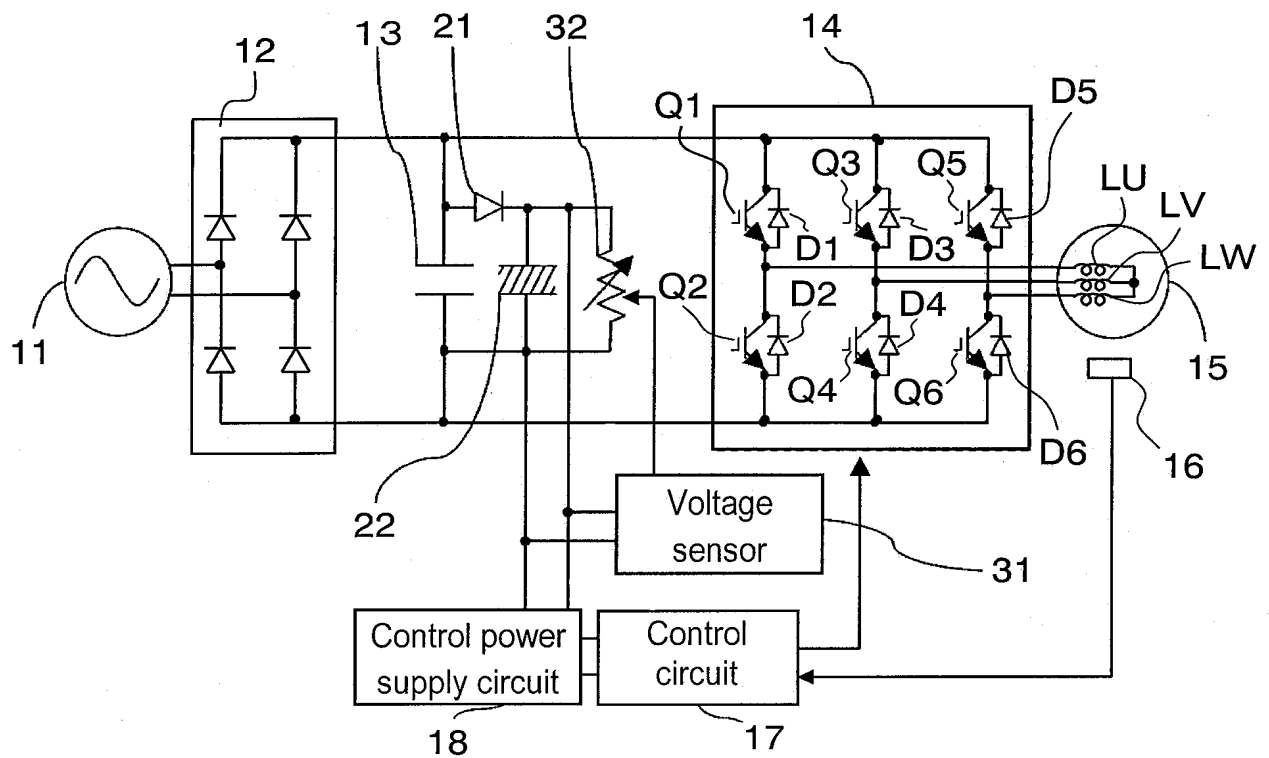 13
21
32
14
12
Q1
D5
Q3
Q5
LU
LV
LW
D1
D3
11
Q2
D2
D4
15
Q4
Q6
D6
16
22
Voltage
sensor
31
Control power
supply circuit
Control
circuit
18
17